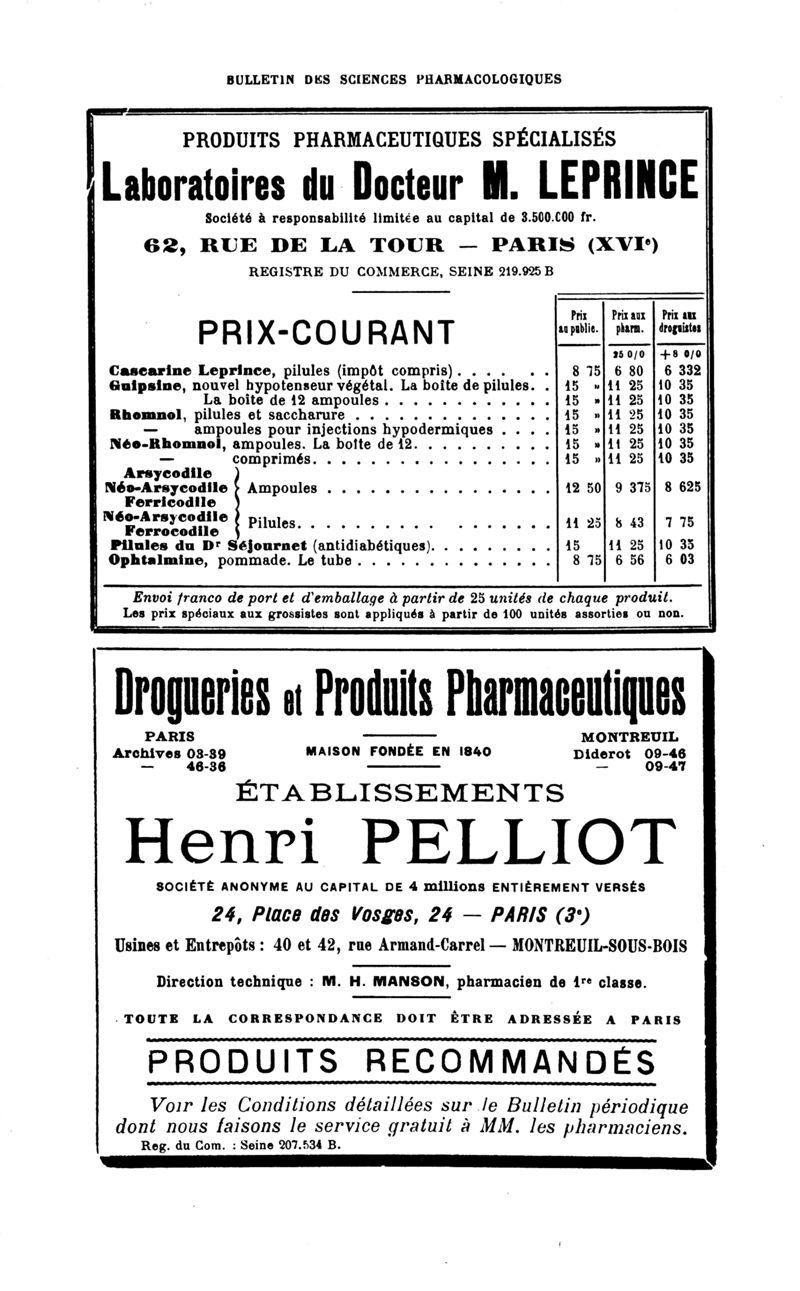 BULLETIN DES SCIENCES PHARMACOLOGIQUES
PRODUITS PHARMACEUTIQUES SPÉCIALISÉS
Laboratoires du Docteur M. LEPRINCE
Société à responsabilité limitée au capital de 3.500.000 fr.
62, RUE DE LA TOUR — PARIS (XVIe)
REGISTRE DU COMMERCE, SEINE 219.925 B
PRIX-COURANT
Prix au public. Prix aux pharm. Prix aux droguistes
25 0/0 +8 0/0
Cascarine Leprince, pilules (impôt compris) . . . . . . 8 75 6 80 6 332
Guipsine, nouvel hypotenseur végétal. La boîte de pilules. . 15 » 11 25 10 35
La boîte de 12 ampoules . . . . . . . . . . . 15 » 11 25 10 35
Rhomnol, pilules et saccharure . . . . . . . . . . . . . 15 » 11 25 10 35
— ampoules pour injections hypodermiques . . . . 15 » 11 25 10 35
Néo-Rhomnol, ampoules. La boîte de 12. . . . . . . . . . 15 » 11 25 10 35
— comprimés. . . . . . . . . . . . . . . . . 15 » 11 25 10 35
Arsycodile
Néo-Arsycodile } Ampoules . . . . . . . . . . . . . . . 12 50 9 375 8 625
Ferricodile
Néo-Arsycodile
Ferrocodile } Pilules. . . . . . . . . . . . . . . . . 11 25 8 43 7 75
Pilules du Dr Séjournet (antidiabétiques). . . . . . . . . 15 11 25 10 35
Ophtalmine, pommade. Le tube . . . . . . . . . . . . . . 8 75 6 56 6 03
Envoi franco de port et d'emballage à partir de 25 unités de chaque produit.
Les prix spéciaux aux grossistes sont appliqués à partir de 100 unités assorties ou non.
Drogueries et Produits Pharmaceutiques
PARIS MONTREUIL
Archives 03-39 MAISON FONDÉE EN 1840 Diderot 09-46
— 46-36 — 09-47
ÉTABLISSEMENTS
Henri PELLIOT
SOCIÉTÉ ANONYME AU CAPITAL DE 4 millions ENTIÈREMENT VERSÉS
24, Place des Vosges, 24 — PARIS (3e)
Usines et Entrepôts : 40 et 42, rue Armand-Carrel — MONTREUIL-SOUS-BOIS
Direction technique : M. H. MANSON, pharmacien de 1re classe.
TOUTE LA CORRESPONDANCE DOIT ÊTRE ADRESSÉE A PARIS
PRODUITS RECOMMANDÉS
Voir les Conditions détaillées sur le Bulletin périodique
dont nous faisons le service gratuit à MM. les pharmaciens.
Reg. du Com. : Seine 207.534 B.